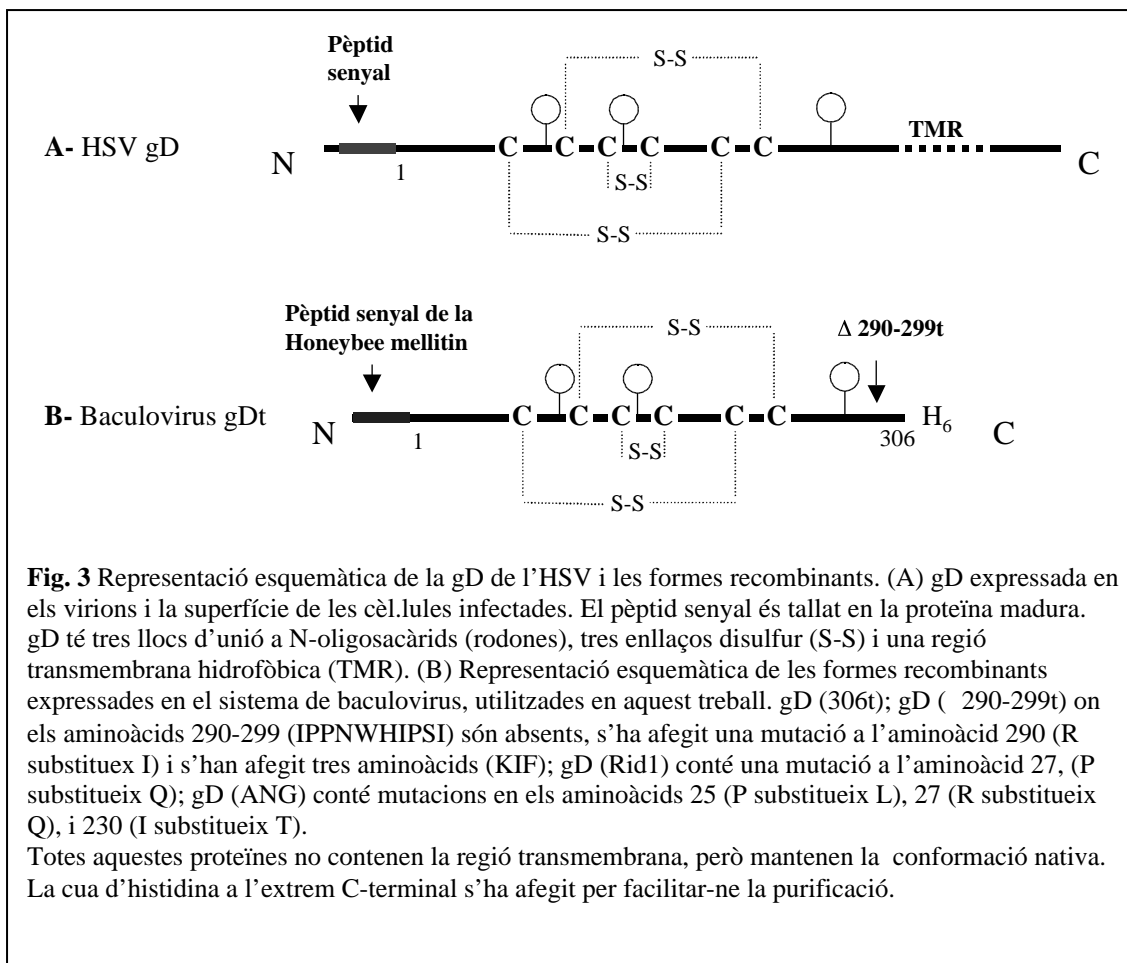 Pèptid
senyal
S-S
TMR
A- HSV gD
N
C C C C C C
C
1
S-S
S-S
Pèptid senyal de la
Honeybee mellitin
S-S
Δ 290-299t
B- Baculovirus gDt
N
C C C C C C
H6
C
1
306
S-S
S-S
Fig. 3 Representació esquemàtica de la gD de l'HSV i les formes recombinants. (A) gD expressada en
els virions i la superfície de les cèl.lules infectades. El pèptid senyal és tallat en la proteïna madura.
gD té tres llocs d'unió a N-oligosacàrids (rodones), tres enllaços disulfur (S-S) i una regió
transmembrana hidrofòbica (TMR). (B) Representació esquemàtica de les formes recombinants
expressades en el sistema de baculovirus, utilitzades en aquest treball. gD (306t); gD ( 290-299t) on
els aminoàcids 290-299 (IPPNWHIPSI) són absents, s'ha afegit una mutació a l'aminoàcid 290 (R
substituex I) i s'han afegit tres aminoàcids (KIF); gD (Rid1) conté una mutació a l'aminoàcid 27, (P
substitueix Q); gD (ANG) conté mutacions en els aminoàcids 25 (P substitueix L), 27 (R substitueix
Q), i 230 (I substitueix T).
Totes aquestes proteïnes no contenen la regió transmembrana, però mantenen la conformació nativa.
La cua d'histidina a l'extrem C-terminal s'ha afegit per facilitar-ne la purificació.